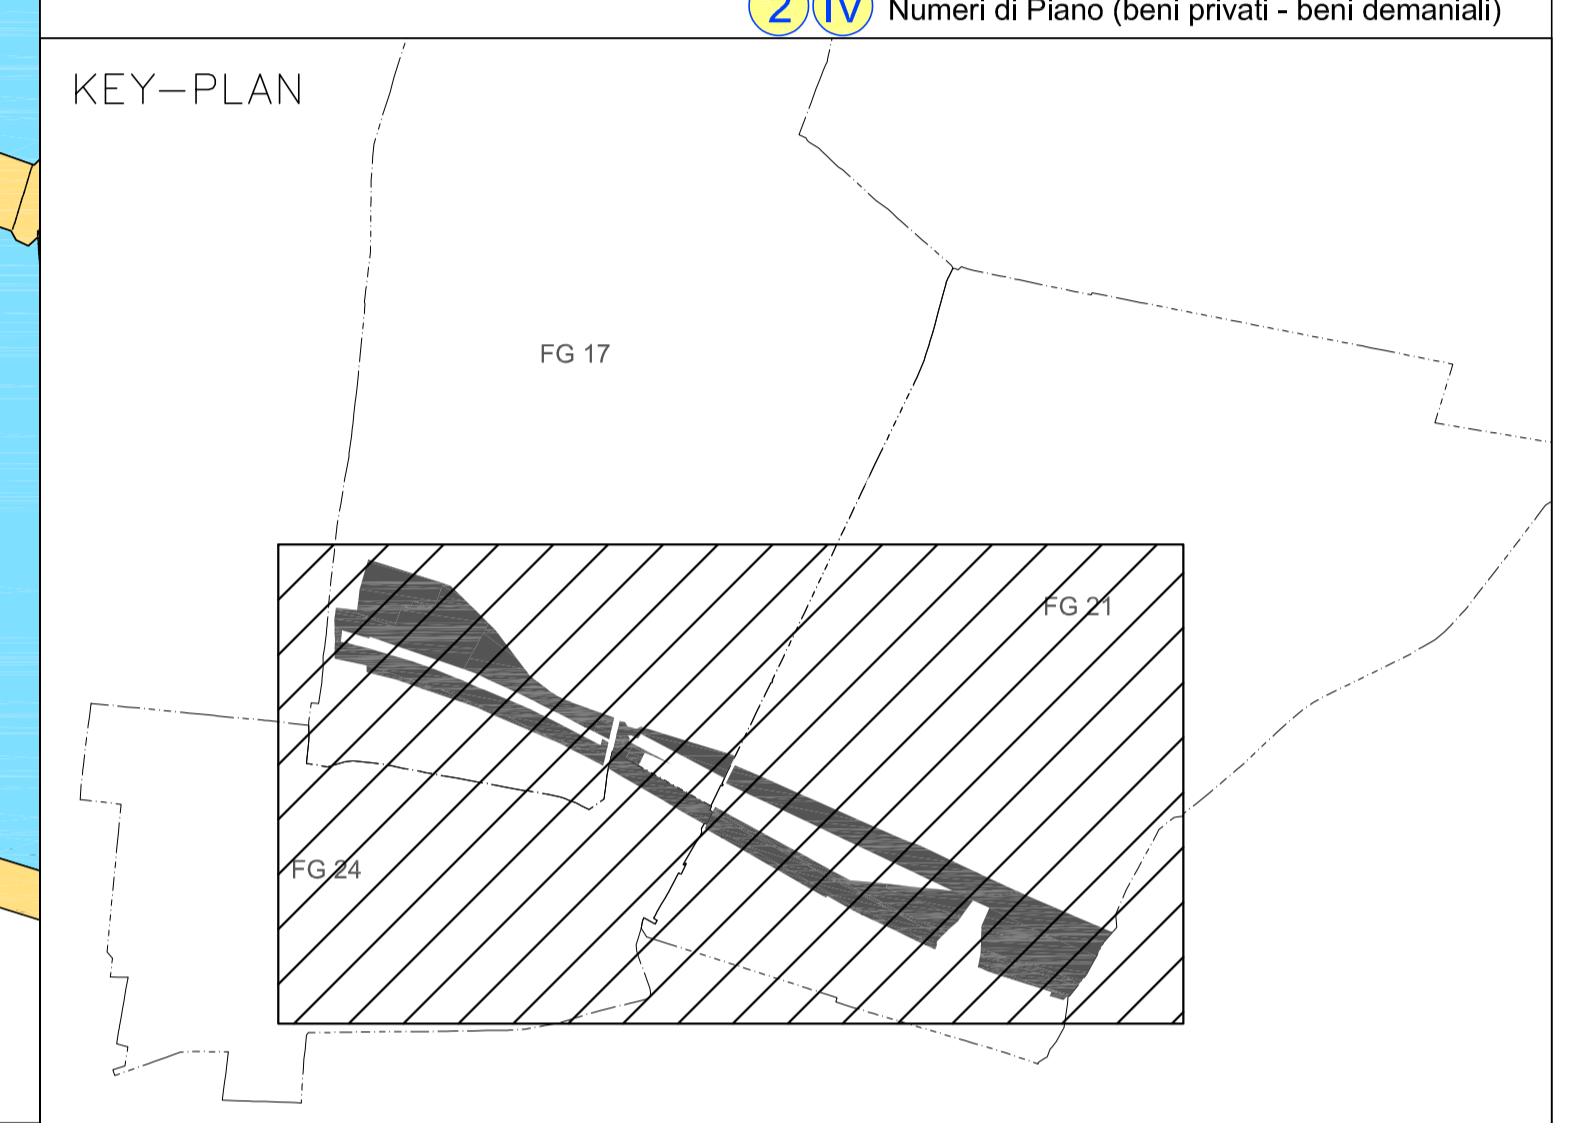 2 IV Numeri di Piano (beni privati - beni demaniali)
KEY-PLAN
FG 17
FG 21
FG 24